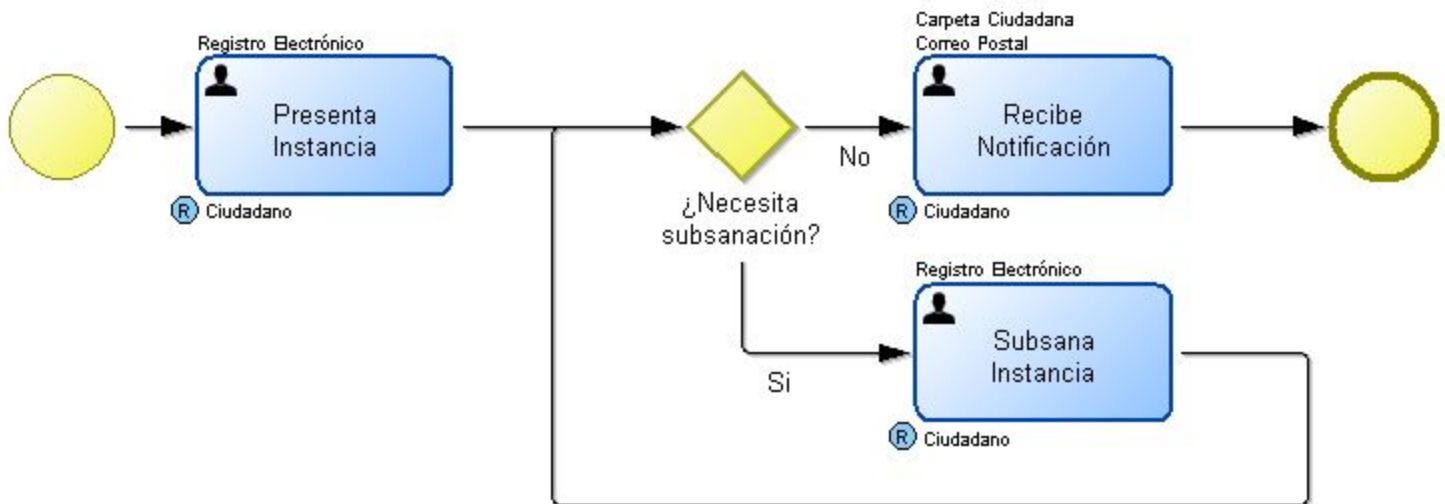 Registro Electrónico
Presenta
Instancia
R Ciudadano
¿Necesita
subsanación?
No
Carpeta Ciudadana
Correo Postal
Recibe
Notificación
R Ciudadano
Si
Registro Electrónico
Subsana
Instancia
R Ciudadano